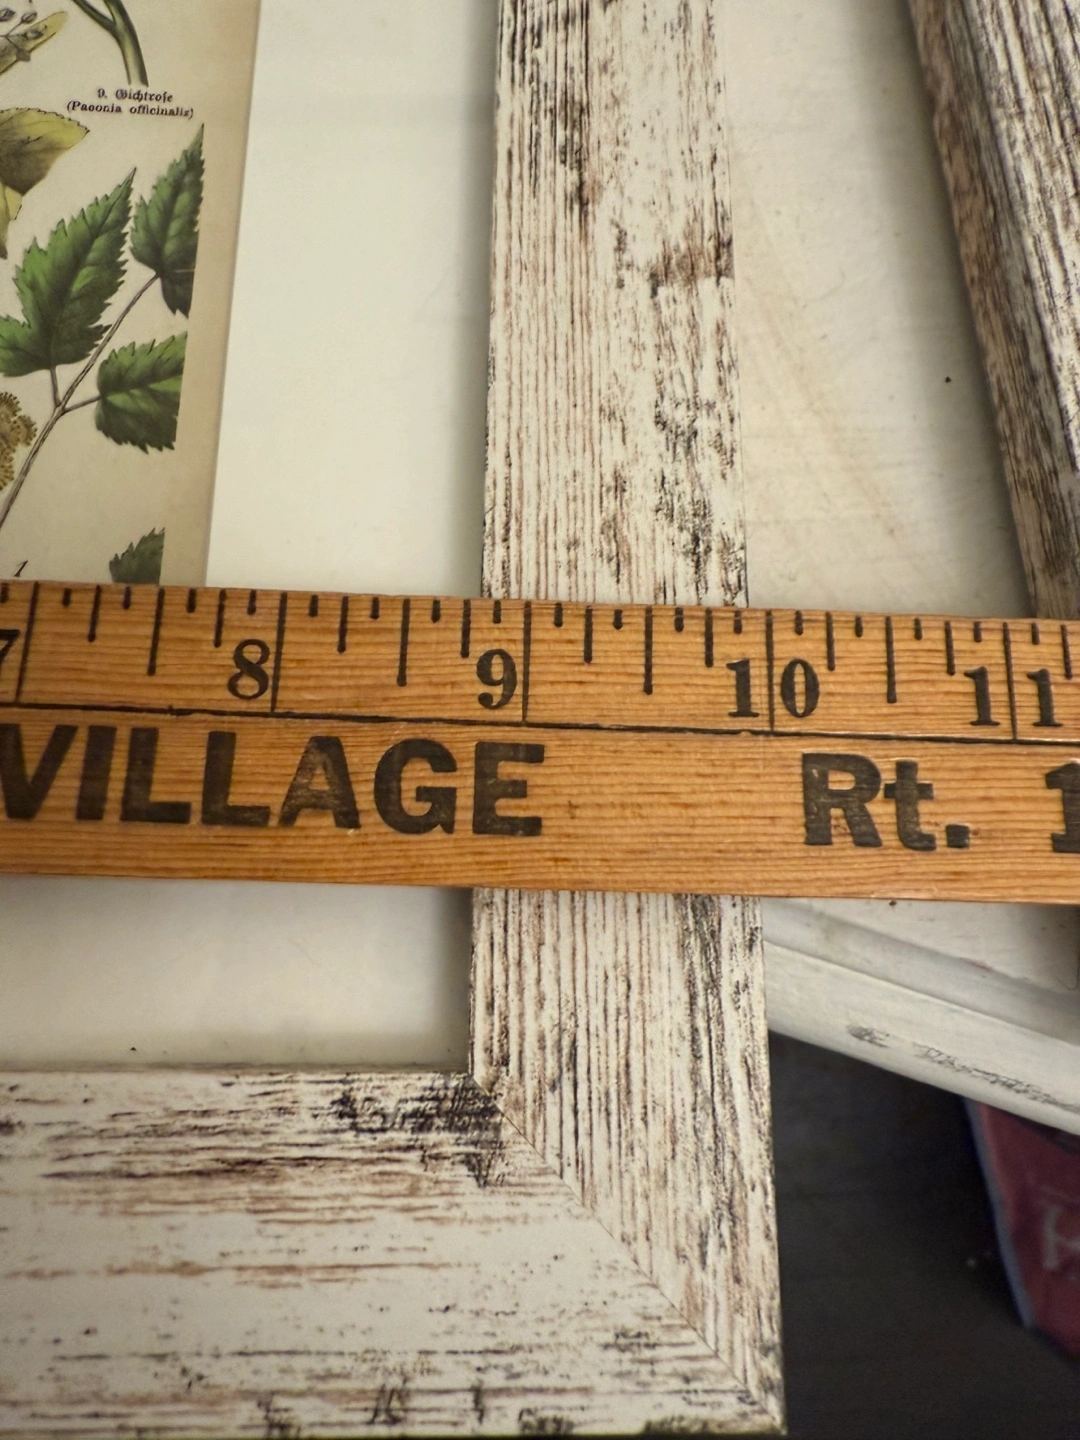 9. Gichtrose
(Paeonia officinalis)
1
7 8 9 10 11
VILLAGE Rt. 1